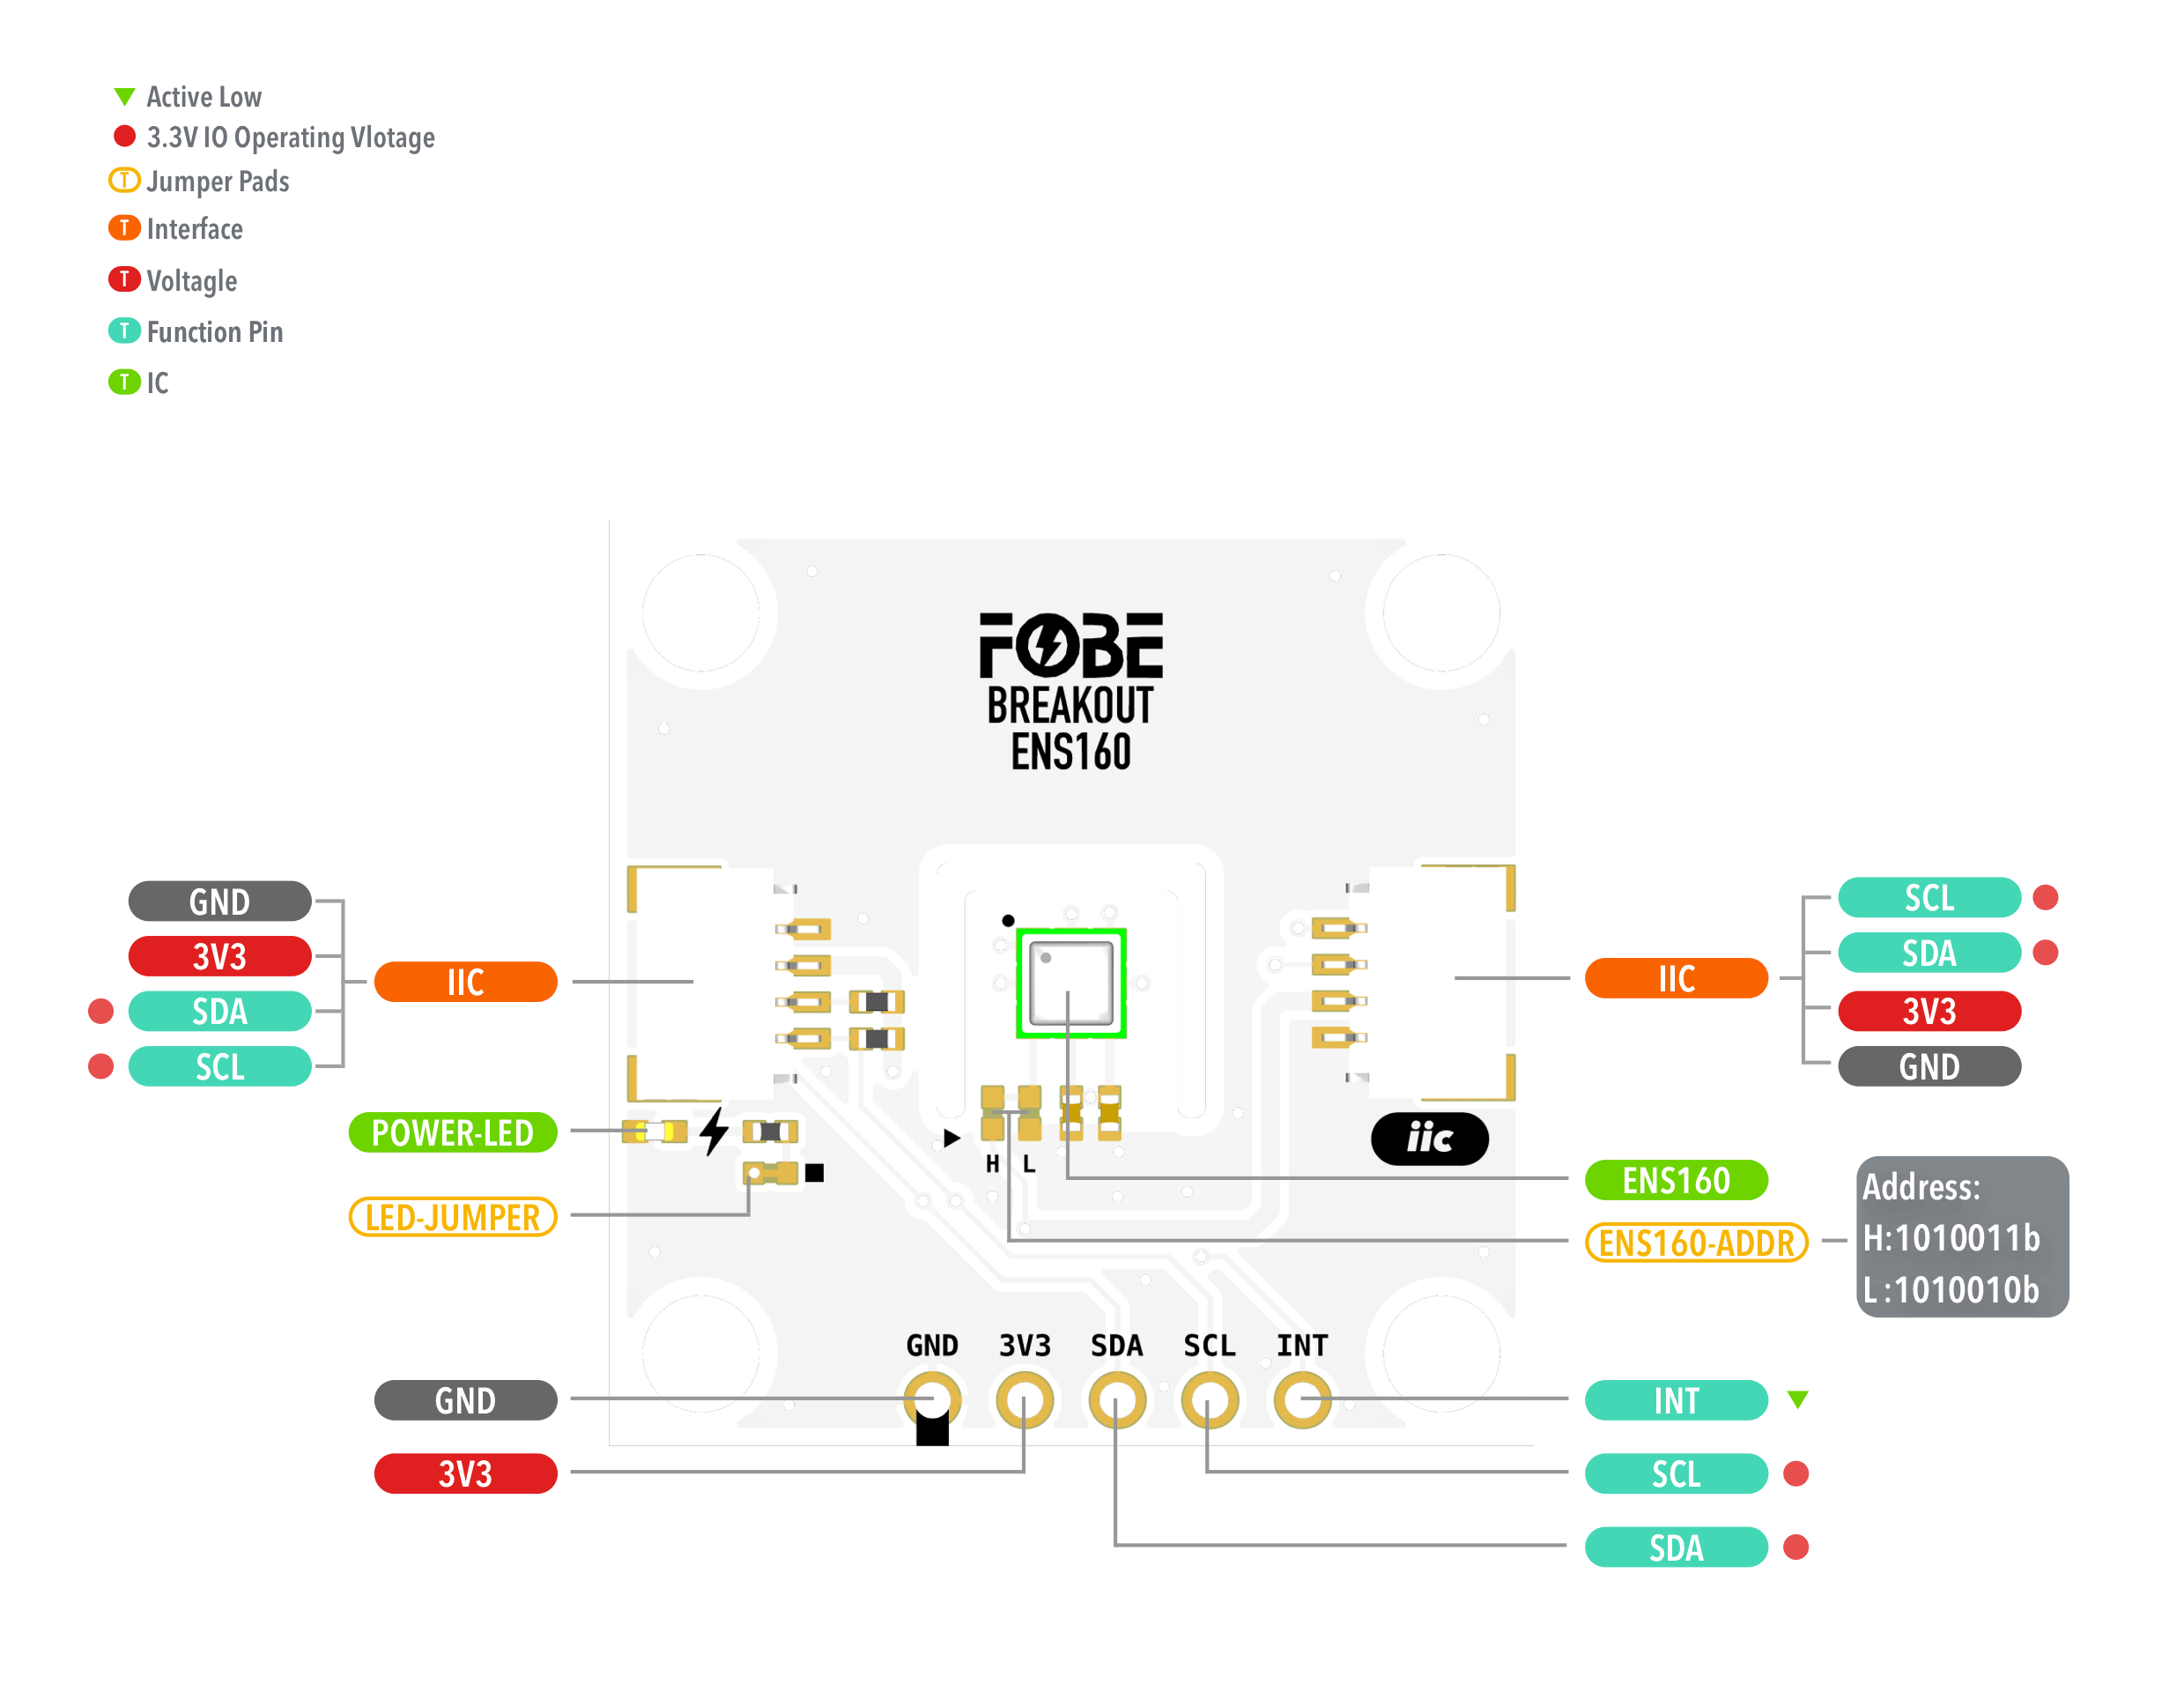 Active Low
3.3V IO Operating Vlotage
T Jumper Pads
T Interface
T Voltagle
T Function Pin
T IC
FOBE
BREAKOUT
ENS160
GND
3V3
SDA
SCL
IIC
POWER-LED
LED-JUMPER
H L
iic
IIC
SCL
SDA
3V3
GND
ENS160
ENS160-ADDR
Address:
H:1010011b
L :1010010b
GND 3V3 SDA SCL INT
GND
3V3
INT
SCL
SDA